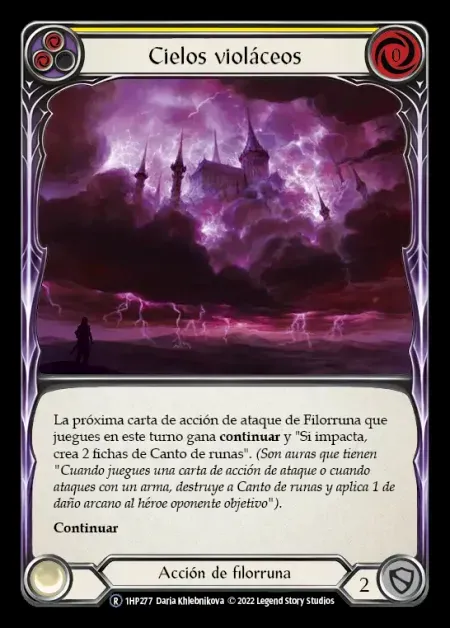 Cielos violáceos
0
La próxima carta de acción de ataque de Filorruna que
juegues en este turno gana continuar y "Si impacta,
crea 2 fichas de Canto de runas". (Son auras que tienen
"Cuando juegues una carta de acción de ataque o cuando
ataques con un arma, destruye a Canto de runas y aplica 1 de
daño arcano al héroe oponente objetivo").
Continuar
Acción de filorruna
2
R 1HP277 Daria Khlebnikova © 2022 Legend Story Studios